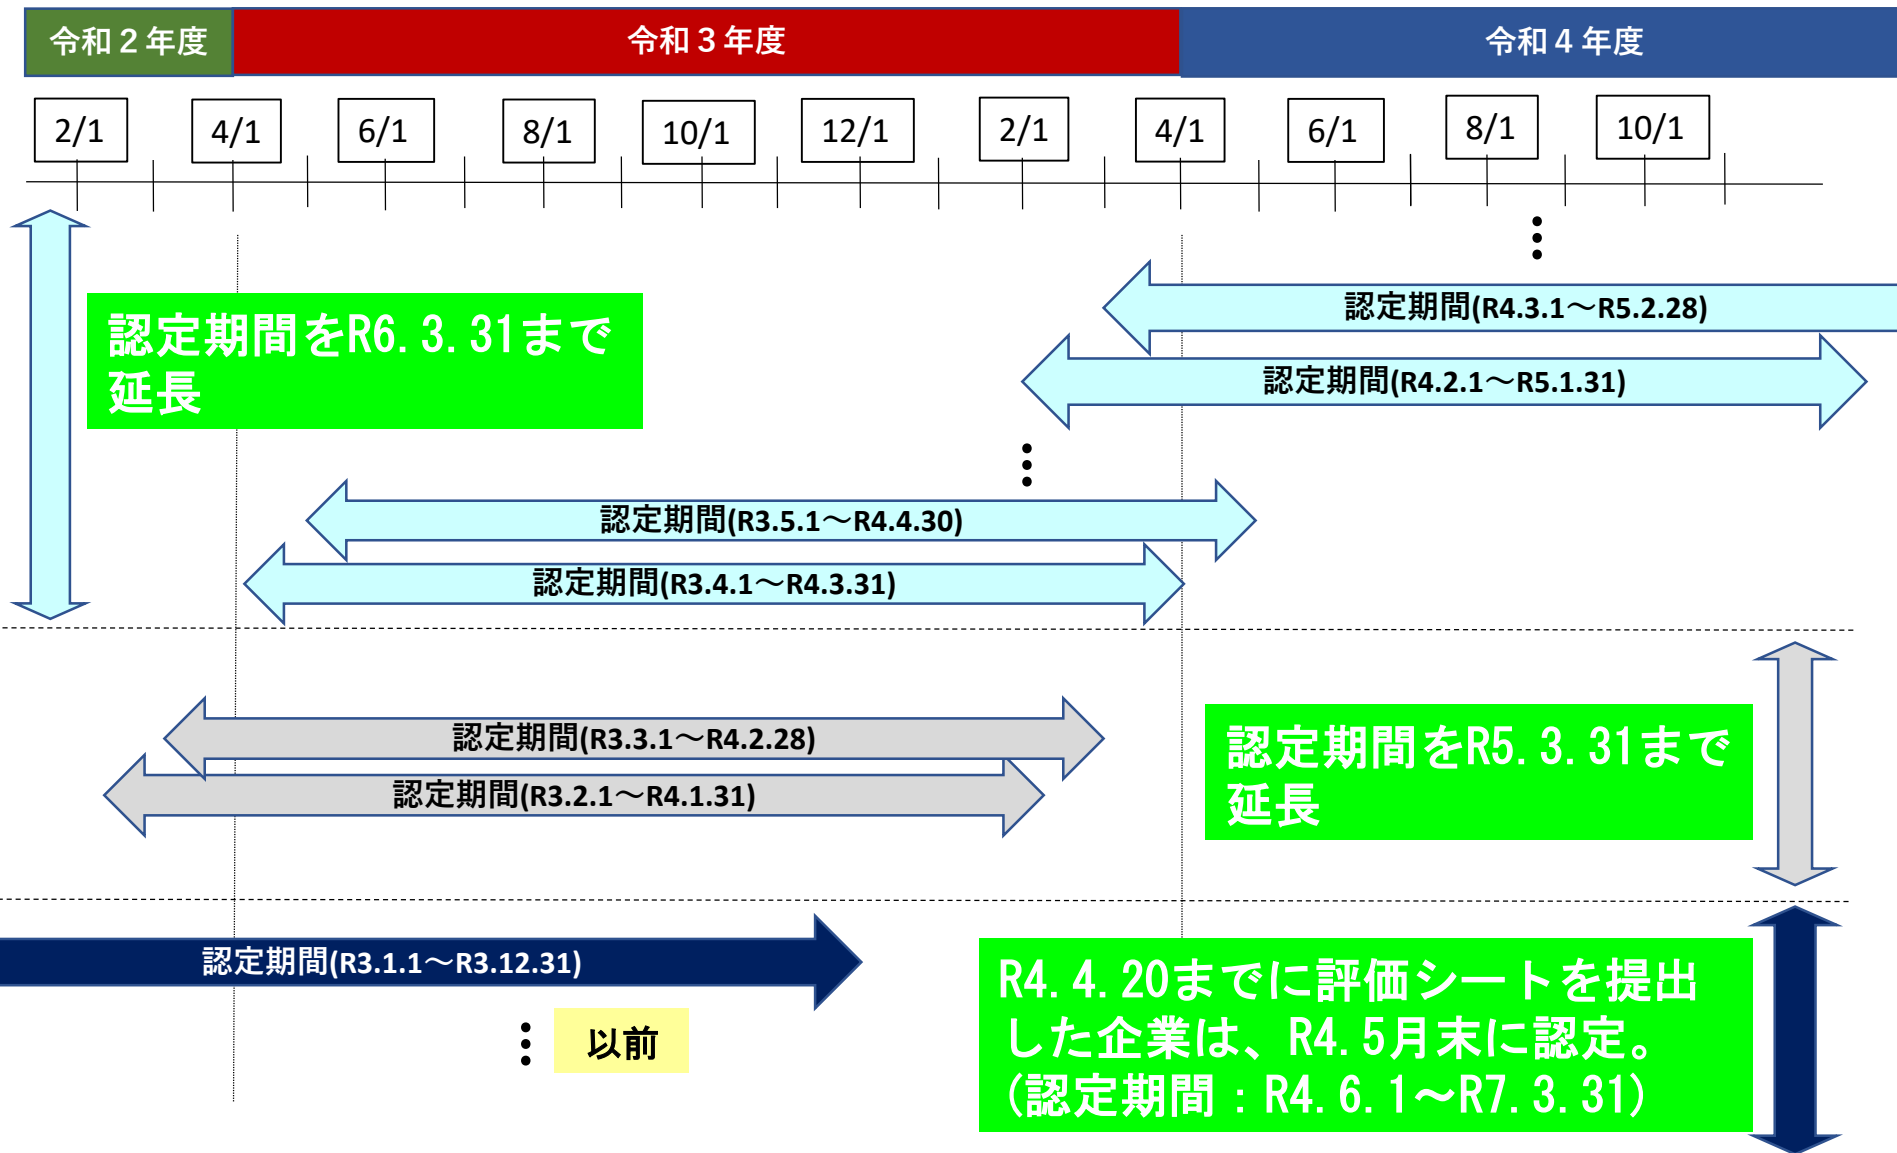 令和２年度
令和３年度
令和４年度
2/1
4/1
6/1
8/1
10/1
12/1
2/1
4/1
6/1
8/1
10/1
認定期間(R4.3.1～R5.2.28)
認定期間をR6.3.31まで
延長
認定期間(R4.2.1～R5.1.31)
認定期間(R3.5.1～R4.4.30)
認定期間(R3.4.1～R4.3.31)
認定期間(R3.3.1～R4.2.28)
認定期間(R3.2.1～R4.1.31)
認定期間をR5.3.31まで
延長
認定期間(R3.1.1～R3.12.31)
以前
R4.4.20までに評価シートを提出
した企業は、R4.5月末に認定。
(認定期間：R4.6.1～R7.3.31)